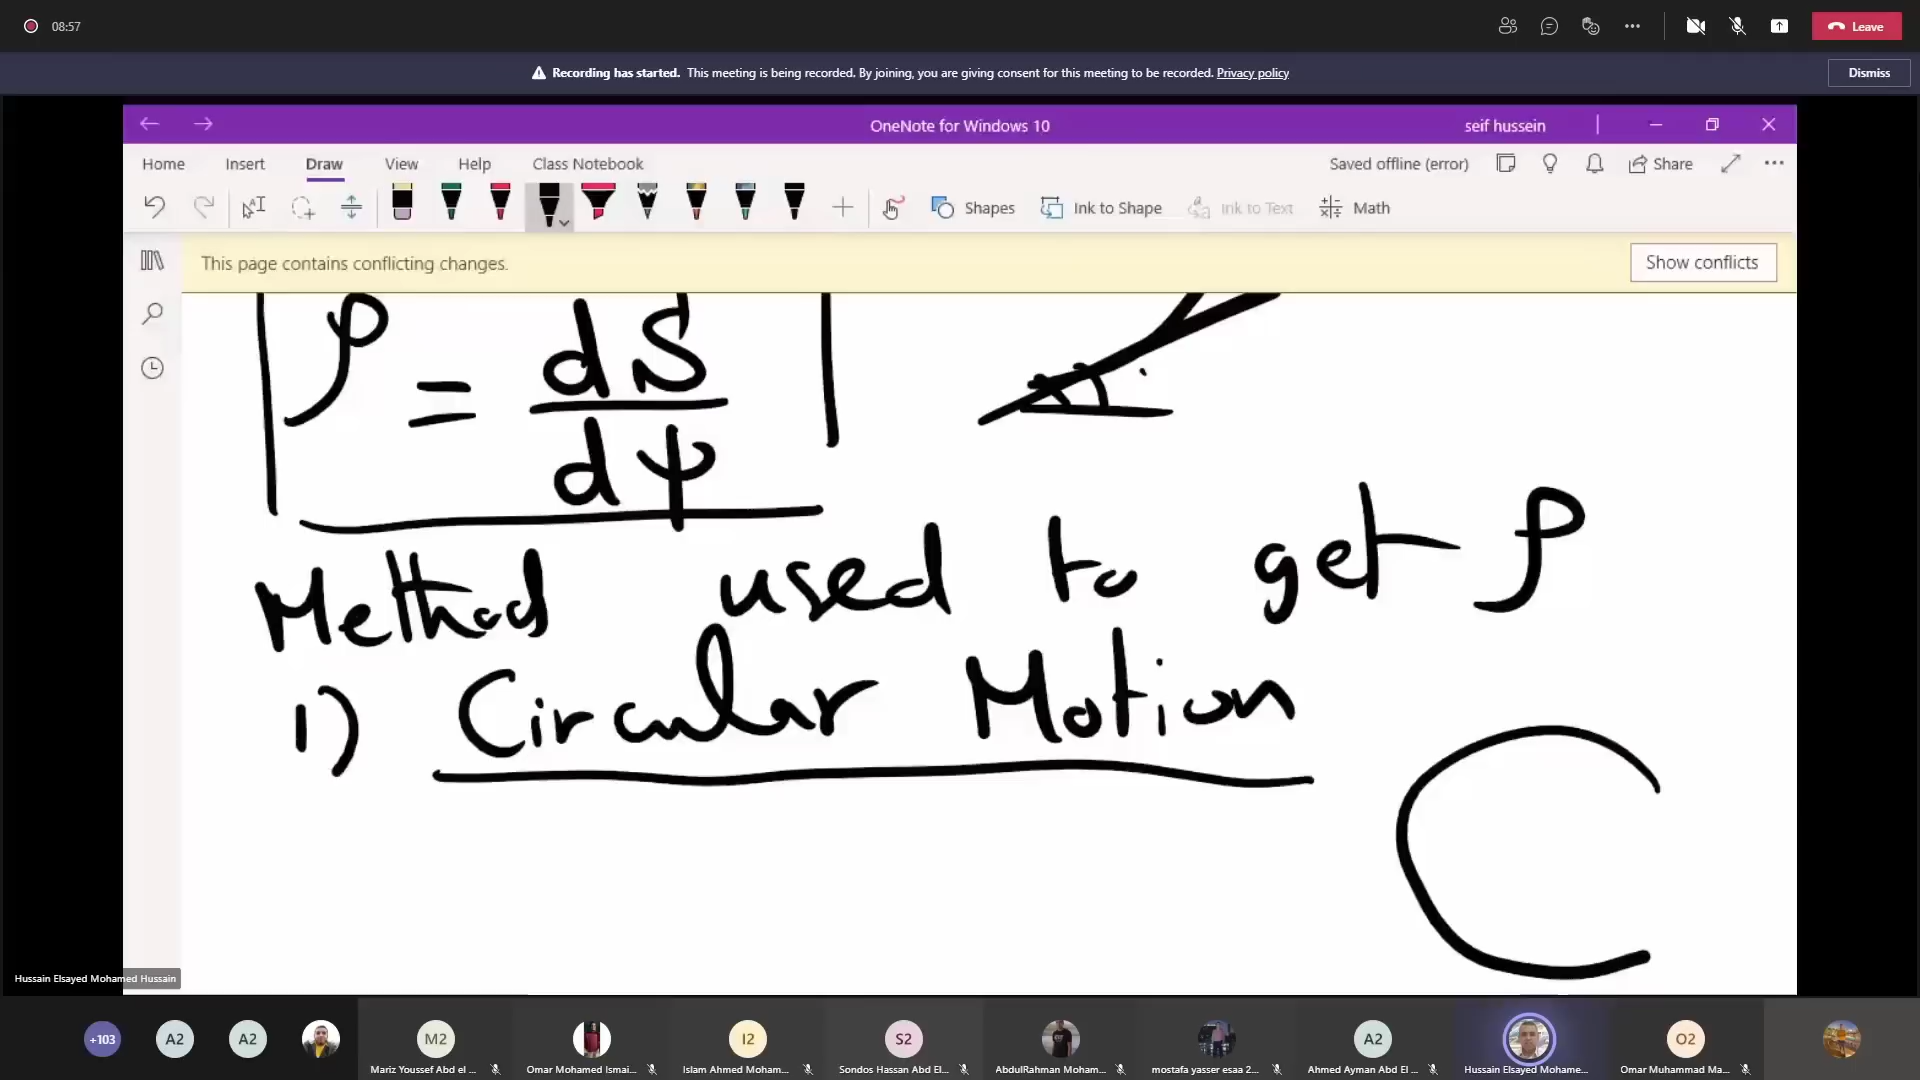 08:57
Leave
Recording has started. This meeting is being recorded. By joining, you are giving consent for this meeting to be recorded. Privacy policy
Dismiss
OneNote for Windows 10
seif hussein
Home Insert Draw View Help Class Notebook
Saved offline (error)
Share
Shapes
Ink to Shape
Ink to Text
Math
This page contains conflicting changes.
Show conflicts
ρ = dS
dψ
Method used to get ρ
1) Circular Motion
Hussain Elsayed Mohamed Hussain
+103 A2 A2 M2 I2 S2 A2 O2
Mariz Youssef Abd el ... Omar Mohamed Ismai... Islam Ahmed Moham... Sondos Hassan Abd El... AbdulRahman Moham... mostafa yasser esaa 2... Ahmed Ayman Abd El ... Hussain Elsayed Mohame... Omar Muhammad Ma...